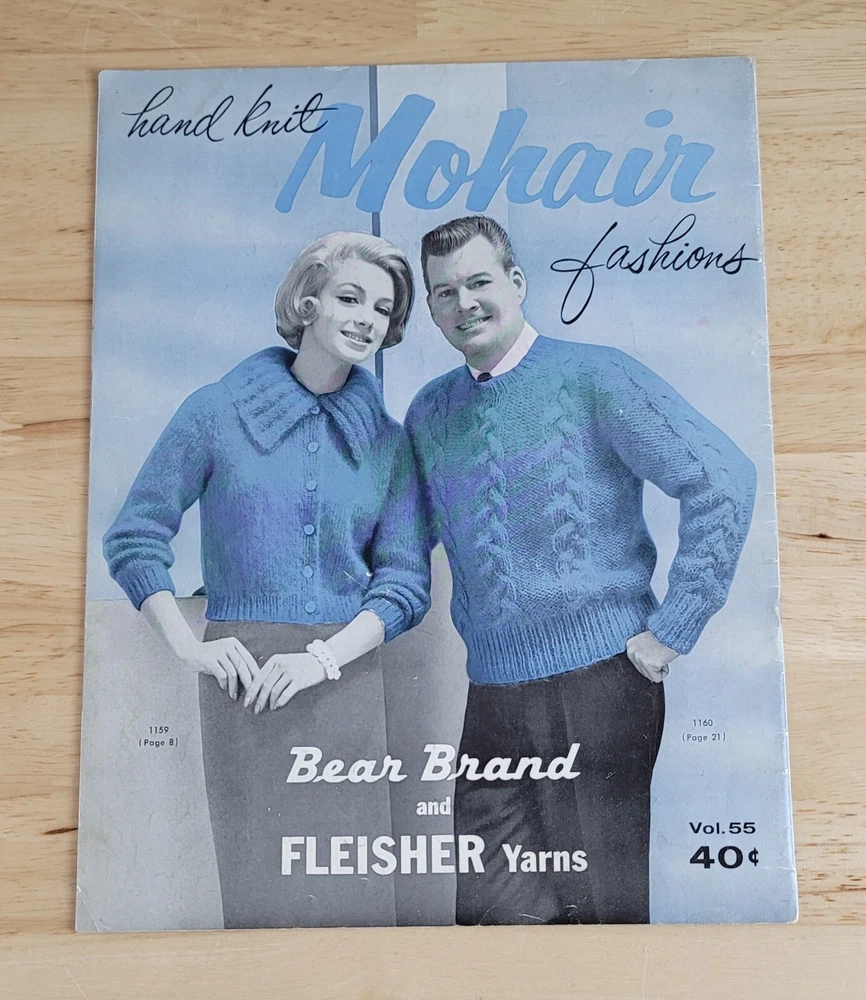 hand knit
Mohair
fashions
1159
(Page 8)
1160
(Page 21)
Bear Brand
and
FLEISHER Yarns
Vol. 55
40¢